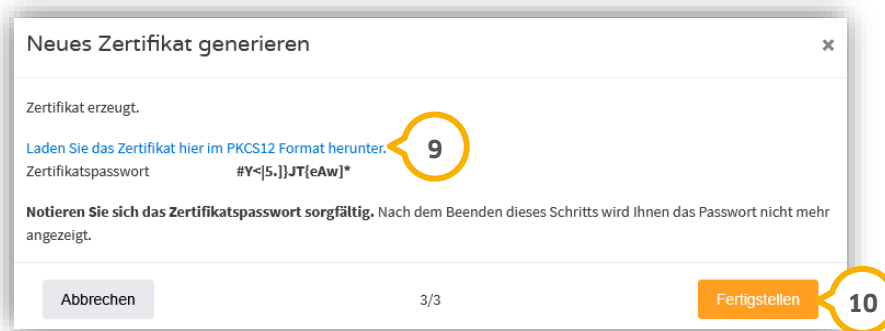 Neues Zertifikat generieren ×
Zertifikat erzeugt.
Laden Sie das Zertifikat hier im PKCS12 Format herunter. 9
Zertifikatspasswort #Y<|5.]}JT{eAw]*
Notieren Sie sich das Zertifikatspasswort sorgfältig. Nach dem Beenden dieses Schritts wird Ihnen das Passwort nicht mehr
angezeigt.
Abbrechen 3/3 Fertigstellen 10